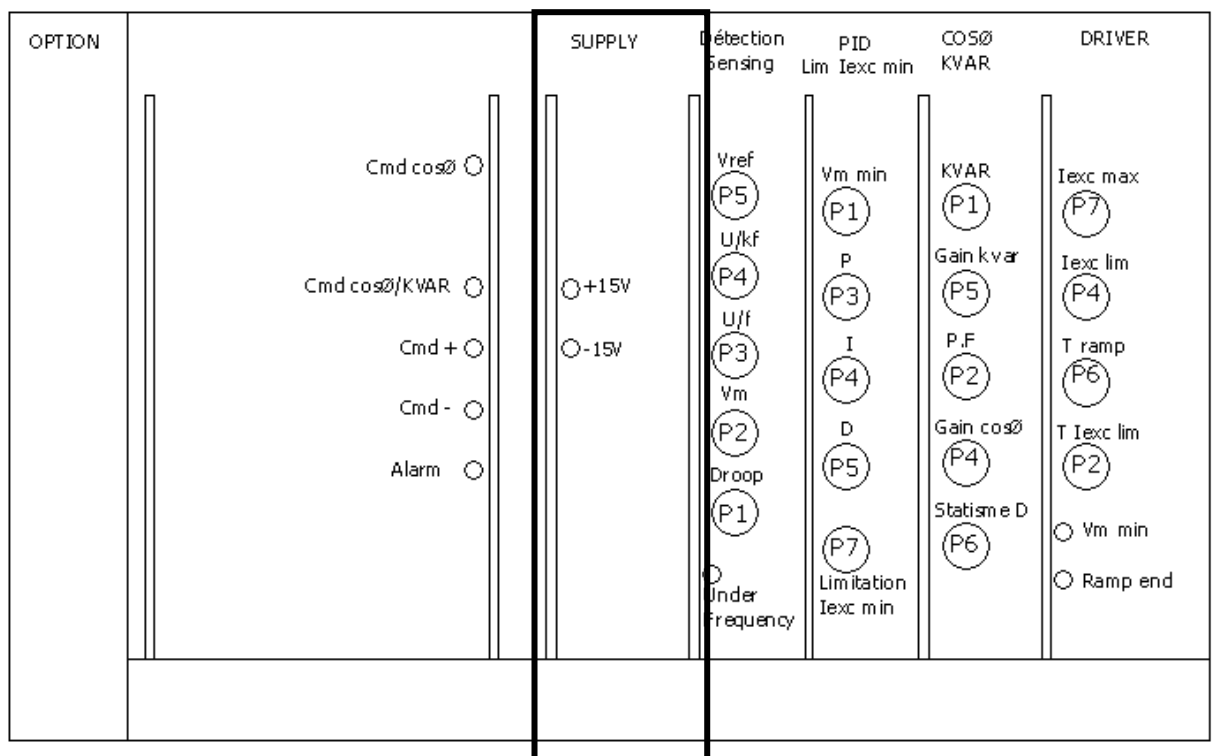 OPTION
SUPPLY
Détection
Sensing
PID
Lim Iexc min
COSØ
KVAR
DRIVER
Cmd cosØ
Cmd cosØ/KVAR
Cmd +
Cmd -
Alarm
+15V
-15V
Vref
P5
U/kf
P4
U/f
P3
Vm
P2
Droop
P1
Under
Frequency
Vm min
P1
P
P3
I
P4
D
P5
P7
Limitation
Iexc min
KVAR
P1
Gain kvar
P5
P.F
P2
Gain cosØ
P4
Statisme D
P6
Iexc max
P7
Iexc lim
P4
T ramp
P6
T Iexc lim
P2
Vm min
Ramp end